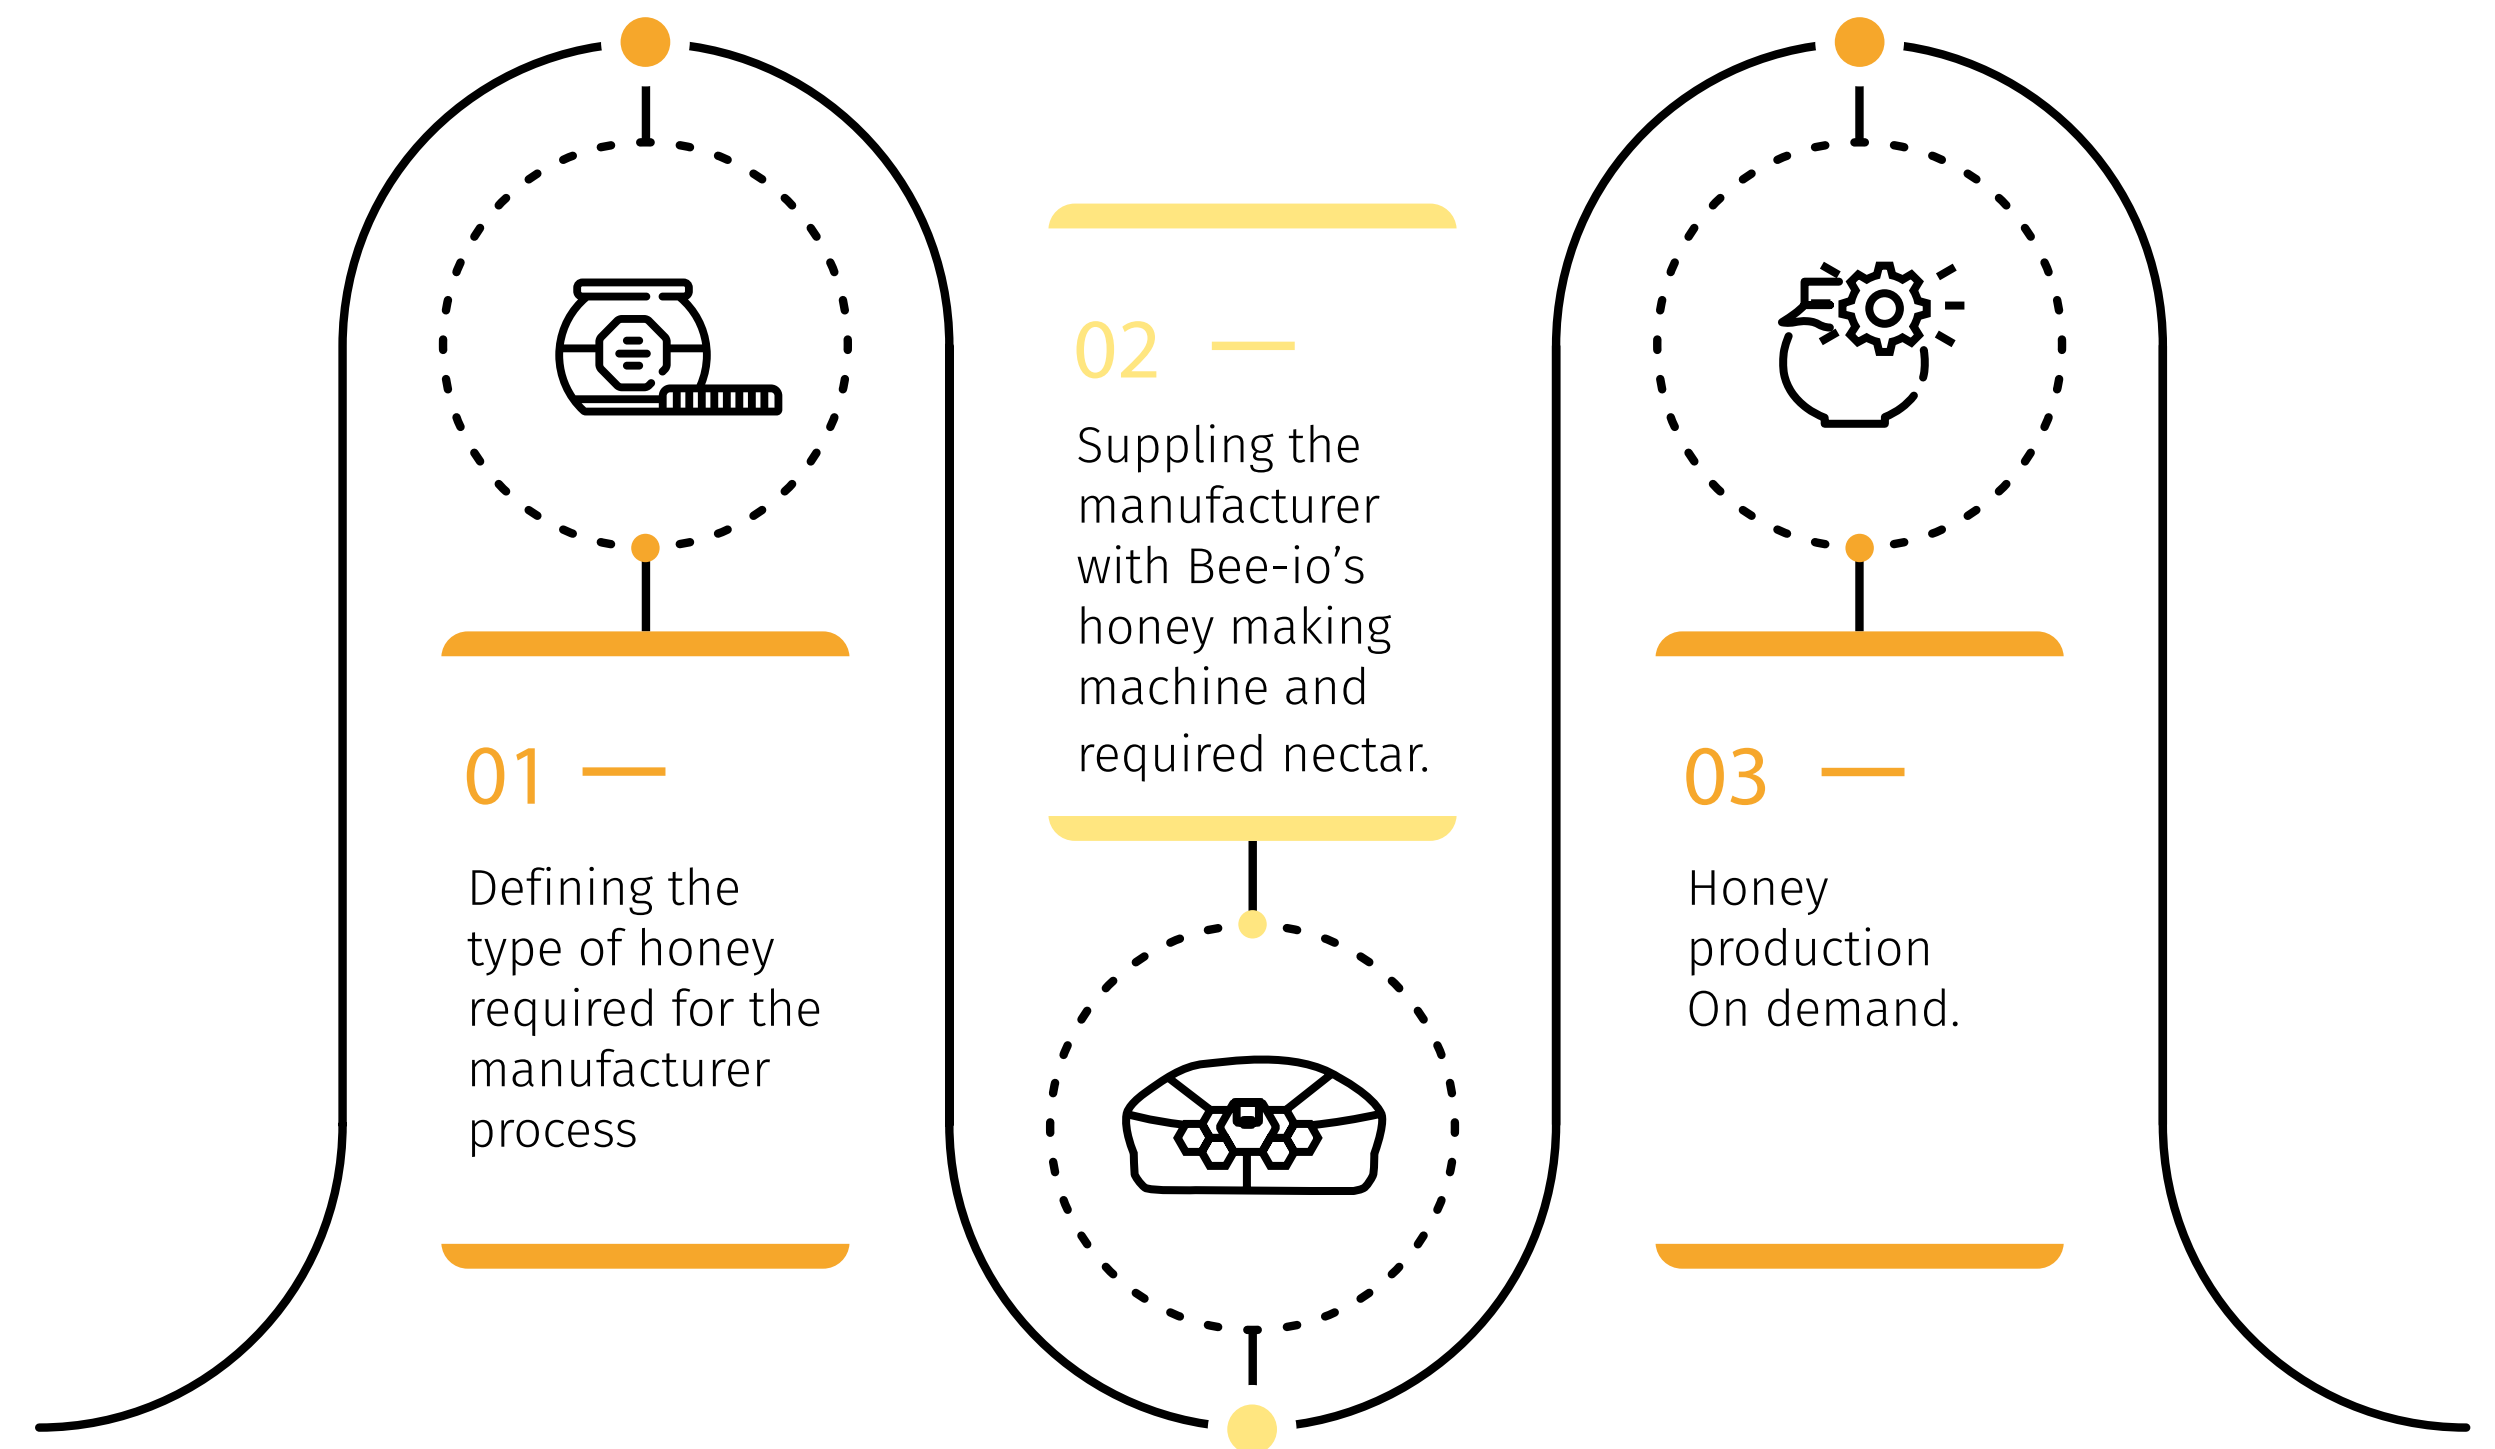 01
Defining the
type of honey
required for the
manufacturer
process
02
Suppling the
manufacturer
with Bee-io's
honey making
machine and
required nectar.
03
Honey
production
On demand.